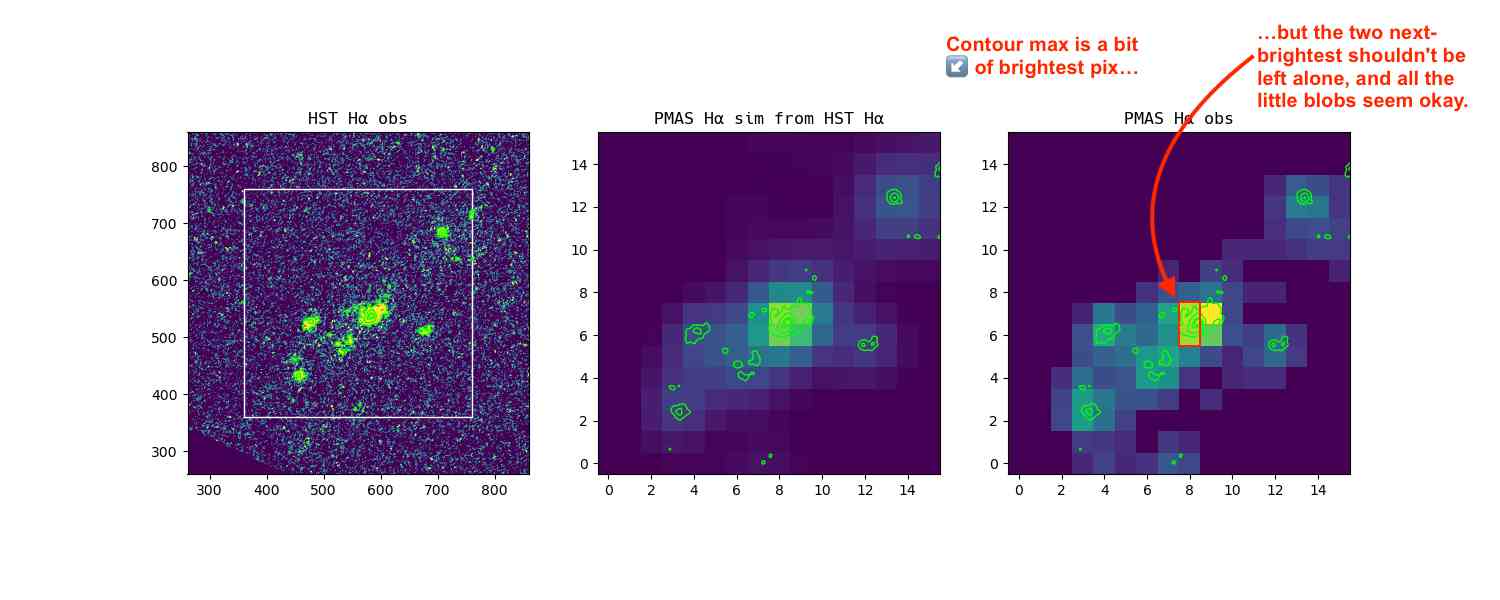 Contour max is a bit
↙️ of brightest pix…
…but the two next-
brightest shouldn't be
left alone, and all the
little blobs seem okay.
HST Hα obs
800
700
600
500
400
300
300 400 500 600 700 800
PMAS Hα sim from HST Hα
14
12
10
8
6
4
2
0
0 2 4 6 8 10 12 14
PMAS Hα obs
14
12
10
8
6
4
2
0
0 2 4 6 8 10 12 14